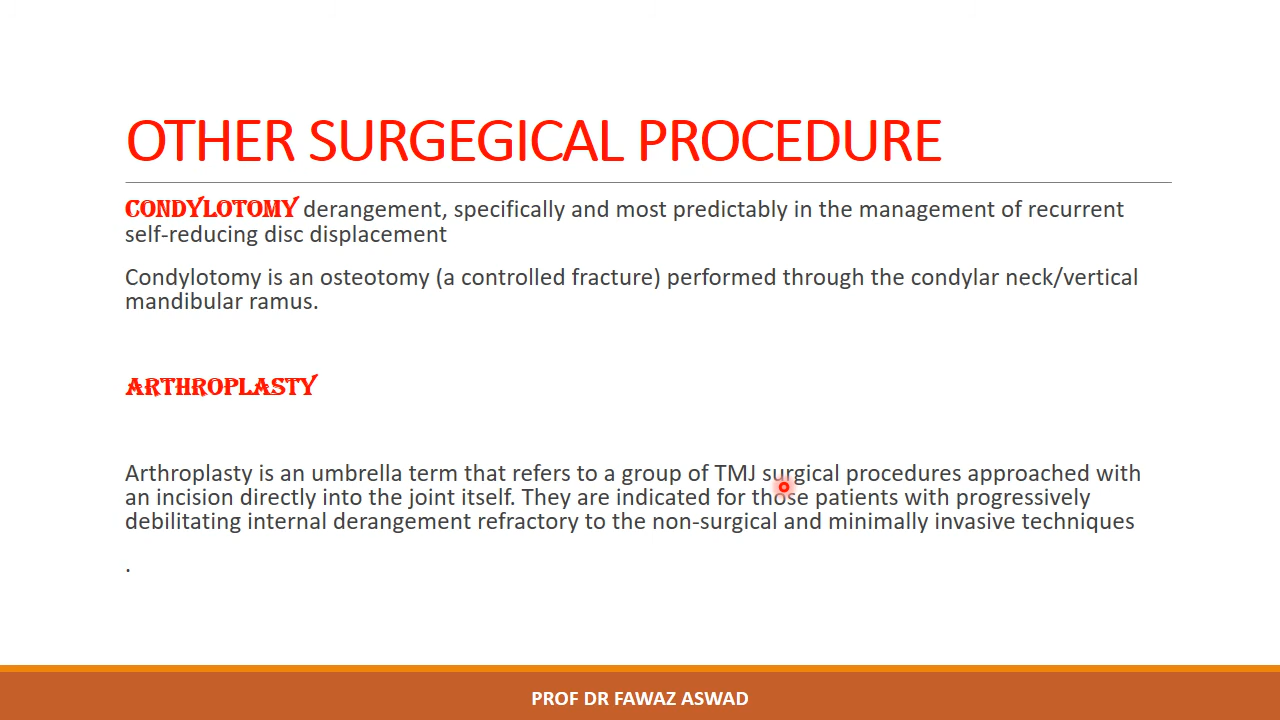 OTHER SURGEGICAL PROCEDURE
CONDYLOTOMY derangement, specifically and most predictably in the management of recurrent
self-reducing disc displacement
Condylotomy is an osteotomy (a controlled fracture) performed through the condylar neck/vertical
mandibular ramus.
ARTHROPLASTY
Arthroplasty is an umbrella term that refers to a group of TMJ surgical procedures approached with
an incision directly into the joint itself. They are indicated for those patients with progressively
debilitating internal derangement refractory to the non-surgical and minimally invasive techniques
.
PROF DR FAWAZ ASWAD